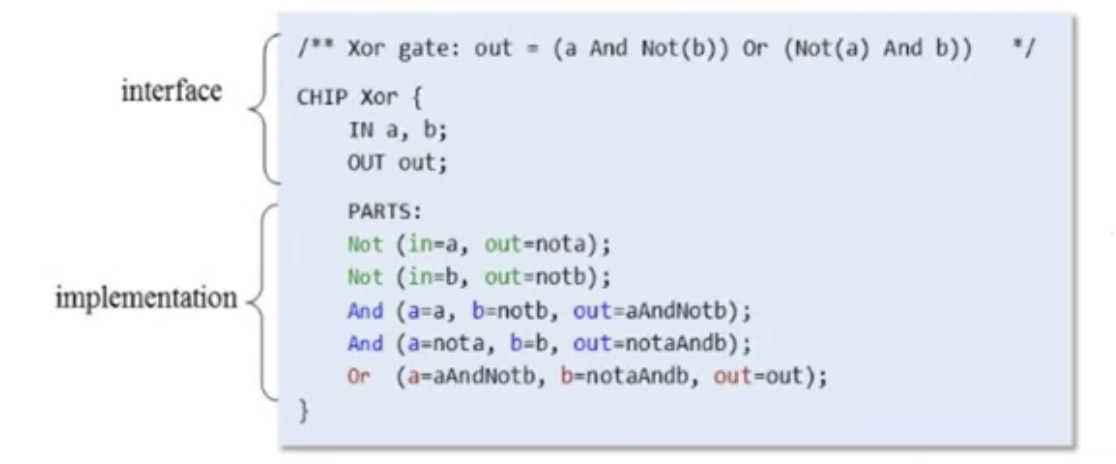 /** Xor gate: out = (a And Not(b)) Or (Not(a) And b))   */
interface
CHIP Xor {
IN a, b;
OUT out;
PARTS:
Not (in=a, out=nota);
Not (in=b, out=notb);
implementation
And (a=a, b=notb, out=aAndNotb);
And (a=nota, b=b, out=notaAndb);
Or  (a=aAndNotb, b=notaAndb, out=out);
}